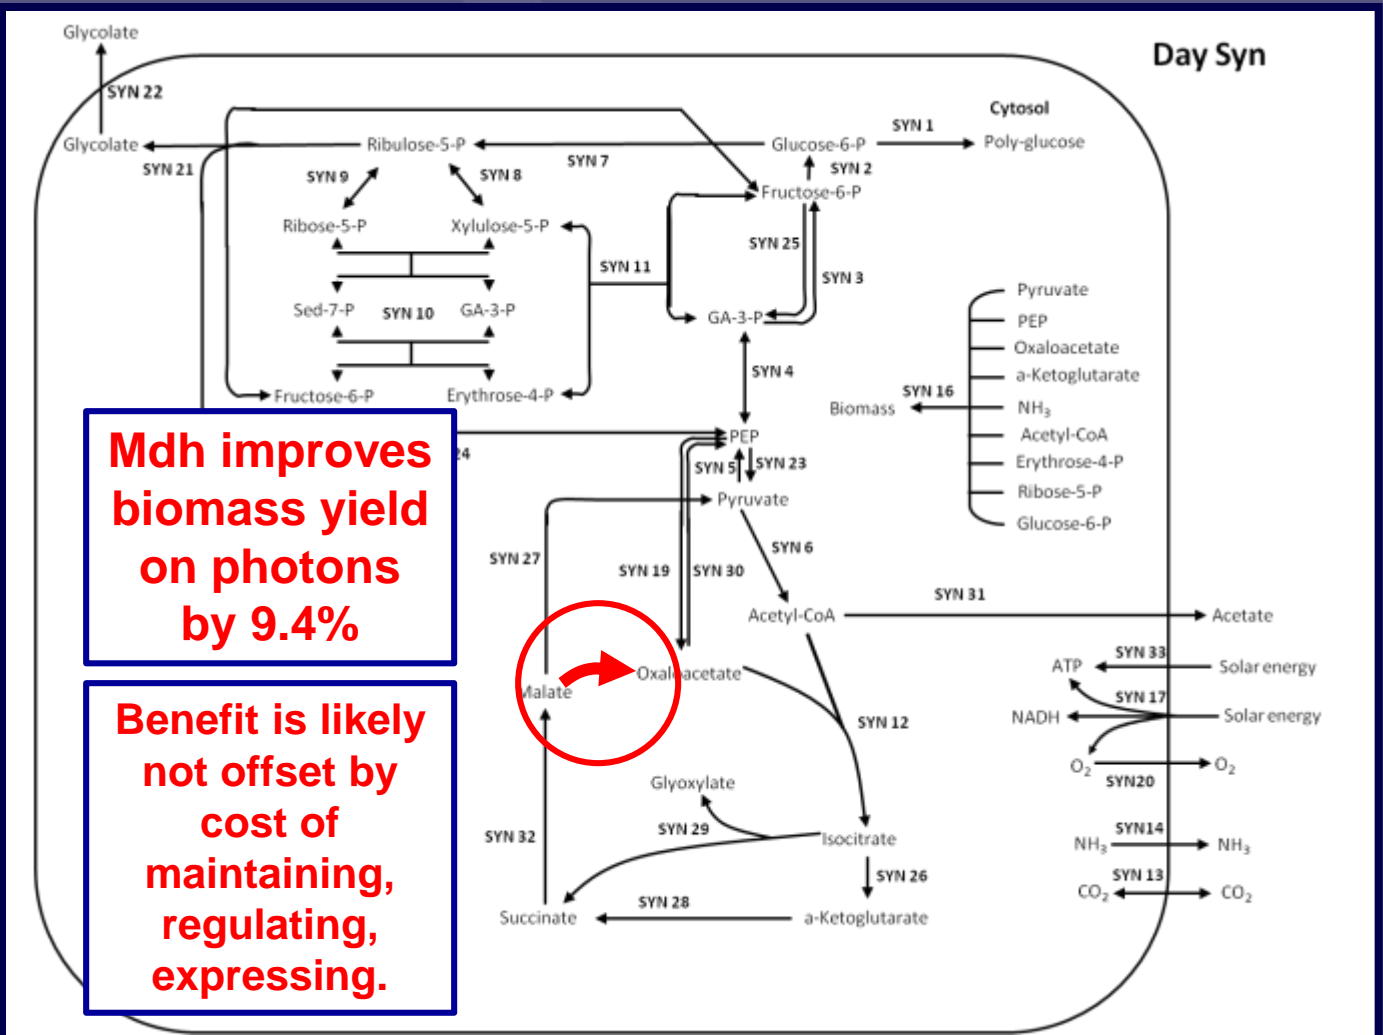 Glycolate
Day Syn
SYN 22
Cytosol
Glycolate
Ribulose-5-P
Glucose-6-P
SYN 1
Poly-glucose
SYN 21
SYN 7
SYN 2
SYN 9
SYN 8
Fructose-6-P
Ribose-5-P
Xylulose-5-P
SYN 25
SYN 11
SYN 3
Sed-7-P
SYN 10
GA-3-P
GA-3-P
Pyruvate
PEP
Oxaloacetate
a-Ketoglutarate
NH₃
Acetyl-CoA
Erythrose-4-P
Ribose-5-P
Glucose-6-P
SYN 4
SYN 16
Biomass
Fructose-6-P
Erythrose-4-P
24
PEP
SYN 5
SYN 23
Pyruvate
Mdh improves
biomass yield
on photons
by 9.4%
SYN 27
SYN 19
SYN 30
SYN 6
Acetyl-CoA
SYN 31
Acetate
Malate
Oxaloacetate
SYN 12
ATP
SYN 33
Solar energy
SYN 17
NADH
Solar energy
O₂
SYN20
O₂
Benefit is likely
not offset by
cost of
maintaining,
regulating,
expressing.
Glyoxylate
SYN 29
Isocitrate
SYN 32
SYN 26
SYN 28
Succinate
a-Ketoglutarate
NH₃
SYN14
NH₃
CO₂
SYN 13
CO₂